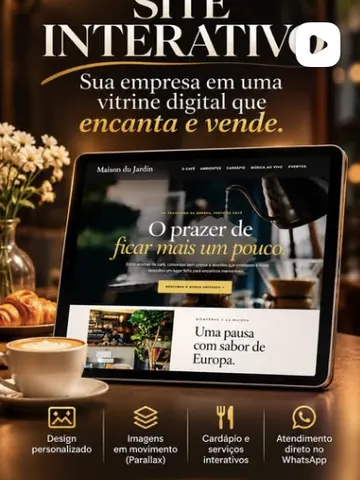 SITE
INTERATIVO
Sua empresa em uma
vitrine digital que
encanta e vende.
Maison du Jardin
O CAFÉ AMBIENTES CARDÁPIO MÚSICA AO VIVO EVENTOS
O prazer de
ficar mais um pouco.
Uma pausa
com sabor de
Europa.
Design
personalizado
Imagens
em movimento
(Parallax)
Cardápio e
serviços
interativos
Atendimento
direto no
WhatsApp